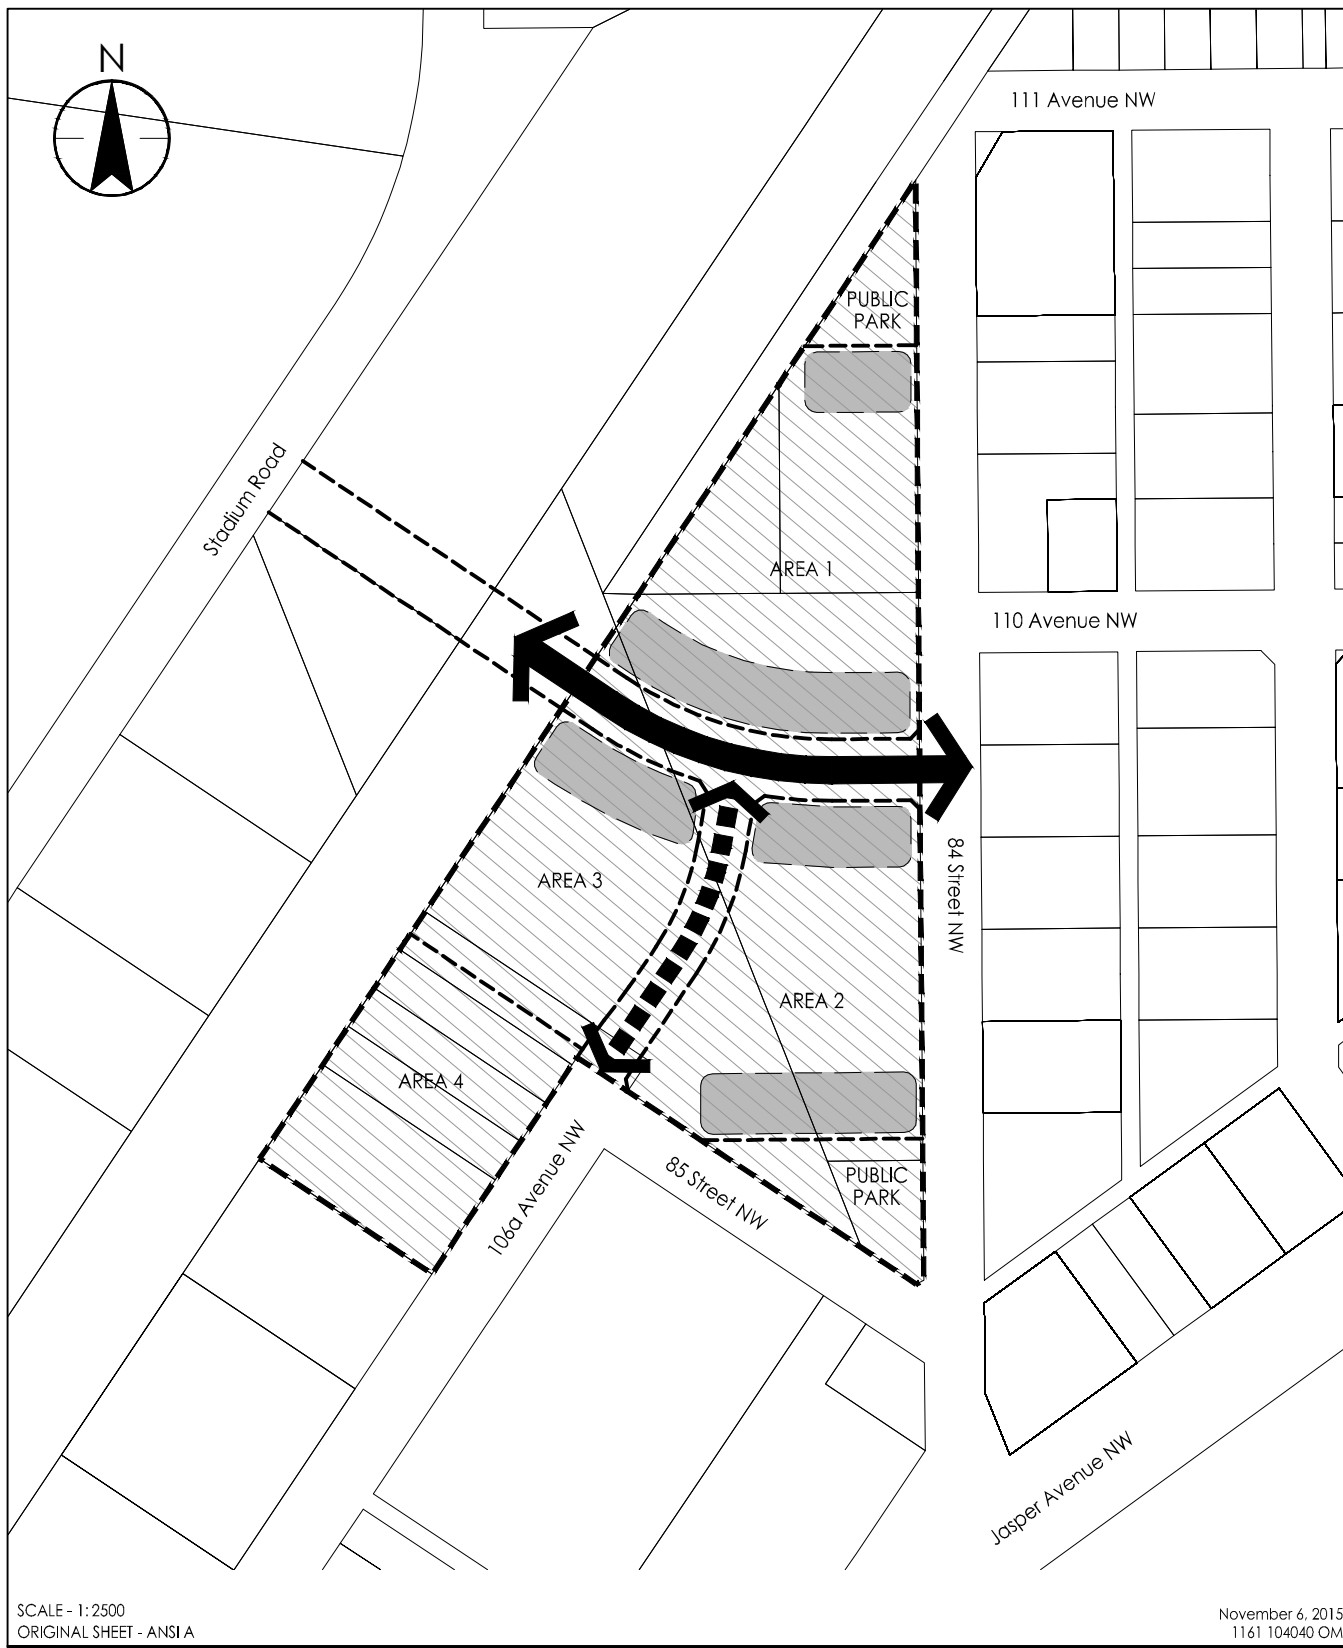 N
111 Avenue NW
PUBLIC
PARK
Stadium Road
AREA 1
110 Avenue NW
84 Street NW
AREA 3
AREA 2
AREA 4
106a Avenue NW
85 Street NW
PUBLIC
PARK
Jasper Avenue NW
SCALE - 1:2500
ORIGINAL SHEET - ANSI A
November 6, 2015
1161 104040 OM